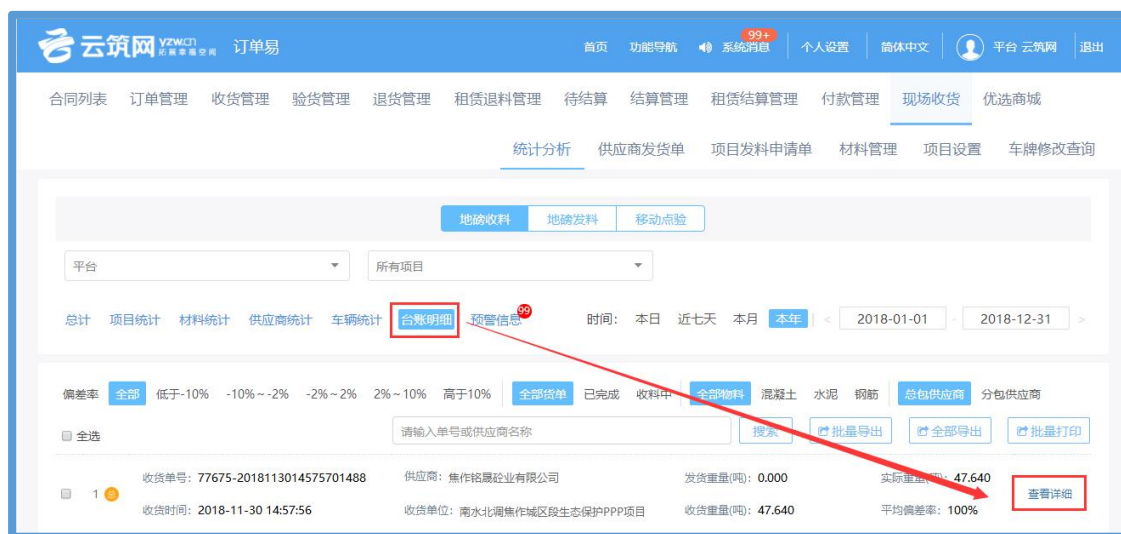 云筑网 yzw.cn 拓展幸福空间 订单易 首页 功能导航 系统消息 99+ 个人设置 简体中文 平台 云筑网 退出
合同列表 订单管理 收货管理 验货管理 退货管理 租赁退料管理 待结算 结算管理 租赁结算管理 付款管理 现场收货 优选商城
统计分析 供应商发货单 项目发料申请单 材料管理 项目设置 车牌修改查询
地磅收料 地磅发料 移动点验
平台 所有项目
总计 项目统计 材料统计 供应商统计 车辆统计 台账明细 预警信息 99 时间: 本日 近七天 本月 本年 < 2018-01-01 - 2018-12-31 >
偏差率 全部 低于-10% -10%~-2% -2%~2% 2%~10% 高于10% 全部货单 已完成 收料中 全部物料 混凝土 水泥 钢筋 总包供应商 分包供应商
全选 请输入单号或供应商名称 搜索 批量导出 全部导出 批量打印
收货单号: 77675-2018113014575701488 供应商: 焦作铭晟砼业有限公司 发货重量(吨): 0.000 实际重量(吨): 47.640
1 总 查看详细
收货时间: 2018-11-30 14:57:56 收货单位: 南水北调焦作城区段生态保护PPP项目 收货重量(吨): 47.640 平均偏差率: 100%